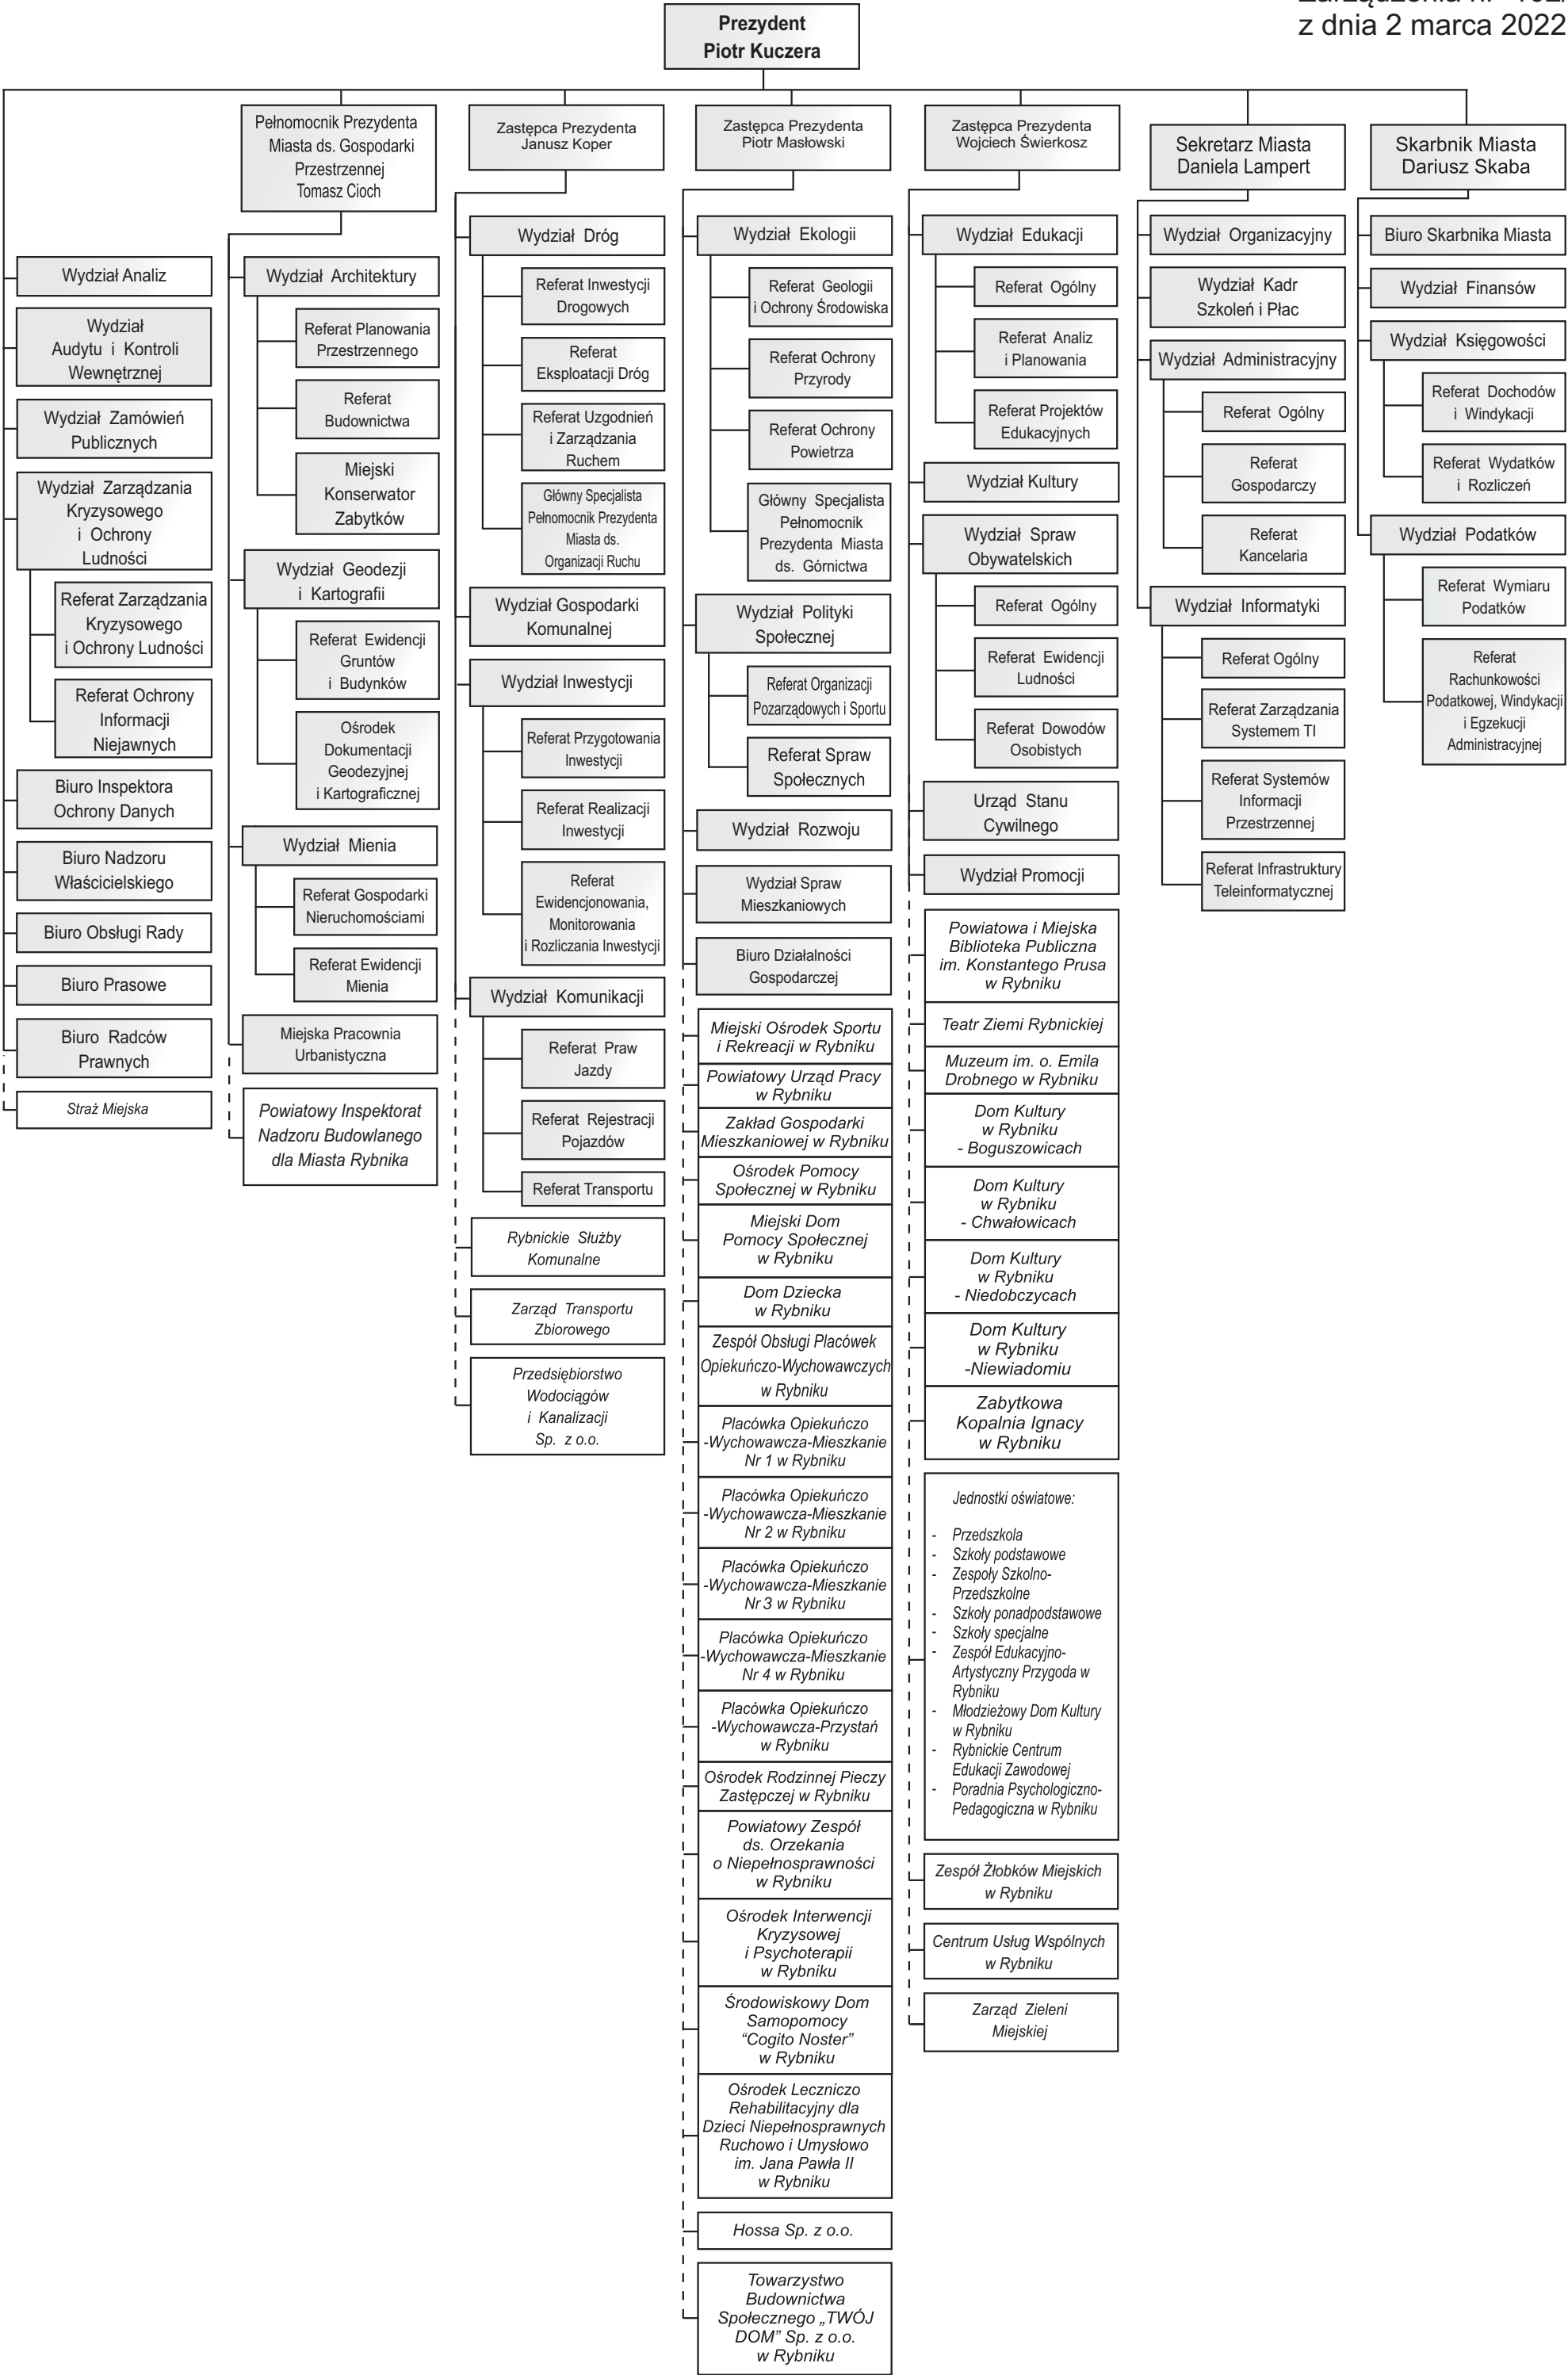 z dnia 2 marca 2022
Prezydent
Piotr Kuczera
Wydział Analiz
Wydział
Audytu i Kontroli
Wewnętrznej
Wydział Zamówień
Publicznych
Wydział Zarządzania
Kryzysowego
i Ochrony
Ludności
Referat Zarządzania
Kryzysowego
i Ochrony Ludności
Referat Ochrony
Informacji
Niejawnych
Biuro Inspektora
Ochrony Danych
Biuro Nadzoru
Właścicielskiego
Biuro Obsługi Rady
Biuro Prasowe
Biuro Radców
Prawnych
Straż Miejska
Pełnomocnik Prezydenta
Miasta ds. Gospodarki
Przestrzennej
Tomasz Cioch
Wydział Architektury
Referat Planowania
Przestrzennego
Referat
Budownictwa
Miejski
Konserwator
Zabytków
Wydział Geodezji
i Kartografii
Referat Ewidencji
Gruntów
i Budynków
Ośrodek
Dokumentacji
Geodezyjnej
i Kartograficznej
Wydział Mienia
Referat Gospodarki
Nieruchomościami
Referat Ewidencji
Mienia
Miejska Pracownia
Urbanistyczna
Powiatowy Inspektorat
Nadzoru Budowlanego
dla Miasta Rybnika
Zastępca Prezydenta
Janusz Koper
Wydział Dróg
Referat Inwestycji
Drogowych
Referat
Eksploatacji Dróg
Referat Uzgodnień
i Zarządzania
Ruchem
Główny Specjalista
Pełnomocnik Prezydenta
Miasta ds.
Organizacji Ruchu
Wydział Gospodarki
Komunalnej
Wydział Inwestycji
Referat Przygotowania
Inwestycji
Referat Realizacji
Inwestycji
Referat
Ewidencjonowania,
Monitorowania
i Rozliczania Inwestycji
Wydział Komunikacji
Referat Praw
Jazdy
Referat Rejestracji
Pojazdów
Referat Transportu
Rybnickie Służby
Komunalne
Zarząd Transportu
Zbiorowego
Przedsiębiorstwo
Wodociągów
i Kanalizacji
Sp. z o.o.
Zastępca Prezydenta
Piotr Masłowski
Wydział Ekologii
Referat Geologii
i Ochrony Środowiska
Referat Ochrony
Przyrody
Referat Ochrony
Powietrza
Główny Specjalista
Pełnomocnik
Prezydenta Miasta
ds. Górnictwa
Wydział Polityki
Społecznej
Referat Organizacji
Pozarządowych i Sportu
Referat Spraw
Społecznych
Wydział Rozwoju
Wydział Spraw
Mieszkaniowych
Biuro Działalności
Gospodarczej
Miejski Ośrodek Sportu
i Rekreacji w Rybniku
Powiatowy Urząd Pracy
w Rybniku
Zakład Gospodarki
Mieszkaniowej w Rybniku
Ośrodek Pomocy
Społecznej w Rybniku
Miejski Dom
Pomocy Społecznej
w Rybniku
Dom Dziecka
w Rybniku
Zespół Obsługi Placówek
Opiekuńczo-Wychowawczych
w Rybniku
Placówka Opiekuńczo
-Wychowawcza-Mieszkanie
Nr 1 w Rybniku
Placówka Opiekuńczo
-Wychowawcza-Mieszkanie
Nr 2 w Rybniku
Placówka Opiekuńczo
-Wychowawcza-Mieszkanie
Nr 3 w Rybniku
Placówka Opiekuńczo
-Wychowawcza-Mieszkanie
Nr 4 w Rybniku
Placówka Opiekuńczo
-Wychowawcza-Przystań
w Rybniku
Ośrodek Rodzinnej Pieczy
Zastępczej w Rybniku
Powiatowy Zespół
ds. Orzekania
o Niepełnosprawności
w Rybniku
Ośrodek Interwencji
Kryzysowej
i Psychoterapii
w Rybniku
Środowiskowy Dom
Samopomocy
“Cogito Noster”
w Rybniku
Ośrodek Leczniczo
Rehabilitacyjny dla
Dzieci Niepełnosprawnych
Ruchowo i Umysłowo
im. Jana Pawła II
w Rybniku
Hossa Sp. z o.o.
Towarzystwo
Budownictwa
Społecznego „TWÓJ
DOM” Sp. z o.o.
w Rybniku
Zastępca Prezydenta
Wojciech Świerkosz
Wydział Edukacji
Referat Ogólny
Referat Analiz
i Planowania
Referat Projektów
Edukacyjnych
Wydział Kultury
Wydział Spraw
Obywatelskich
Referat Ogólny
Referat Ewidencji
Ludności
Referat Dowodów
Osobistych
Urząd Stanu
Cywilnego
Wydział Promocji
Powiatowa i Miejska
Biblioteka Publiczna
im. Konstantego Prusa
w Rybniku
Teatr Ziemi Rybnickiej
Muzeum im. o. Emila
Drobnego w Rybniku
Dom Kultury
w Rybniku
- Boguszowicach
Dom Kultury
w Rybniku
- Chwałowicach
Dom Kultury
w Rybniku
- Niedobczycach
Dom Kultury
w Rybniku
-Niewiadomiu
Zabytkowa
Kopalnia Ignacy
w Rybniku
Jednostki oświatowe:
- Przedszkola
- Szkoły podstawowe
- Zespoły Szkolno-
Przedszkolne
- Szkoły ponadpodstawowe
- Szkoły specjalne
- Zespół Edukacyjno-
Artystyczny Przygoda w
Rybniku
- Młodzieżowy Dom Kultury
w Rybniku
- Rybnickie Centrum
Edukacji Zawodowej
- Poradnia Psychologiczno-
Pedagogiczna w Rybniku
Zespół Żłobków Miejskich
w Rybniku
Centrum Usług Wspólnych
w Rybniku
Zarząd Zieleni
Miejskiej
Sekretarz Miasta
Daniela Lampert
Wydział Organizacyjny
Wydział Kadr
Szkoleń i Płac
Wydział Administracyjny
Referat Ogólny
Referat
Gospodarczy
Referat
Kancelaria
Wydział Informatyki
Referat Ogólny
Referat Zarządzania
Systemem TI
Referat Systemów
Informacji
Przestrzennej
Referat Infrastruktury
Teleinformatycznej
Skarbnik Miasta
Dariusz Skaba
Biuro Skarbnika Miasta
Wydział Finansów
Wydział Księgowości
Referat Dochodów
i Windykacji
Referat Wydatków
i Rozliczeń
Wydział Podatków
Referat Wymiaru
Podatków
Referat
Rachunkowości
Podatkowej, Windykacji
i Egzekucji
Administracyjnej